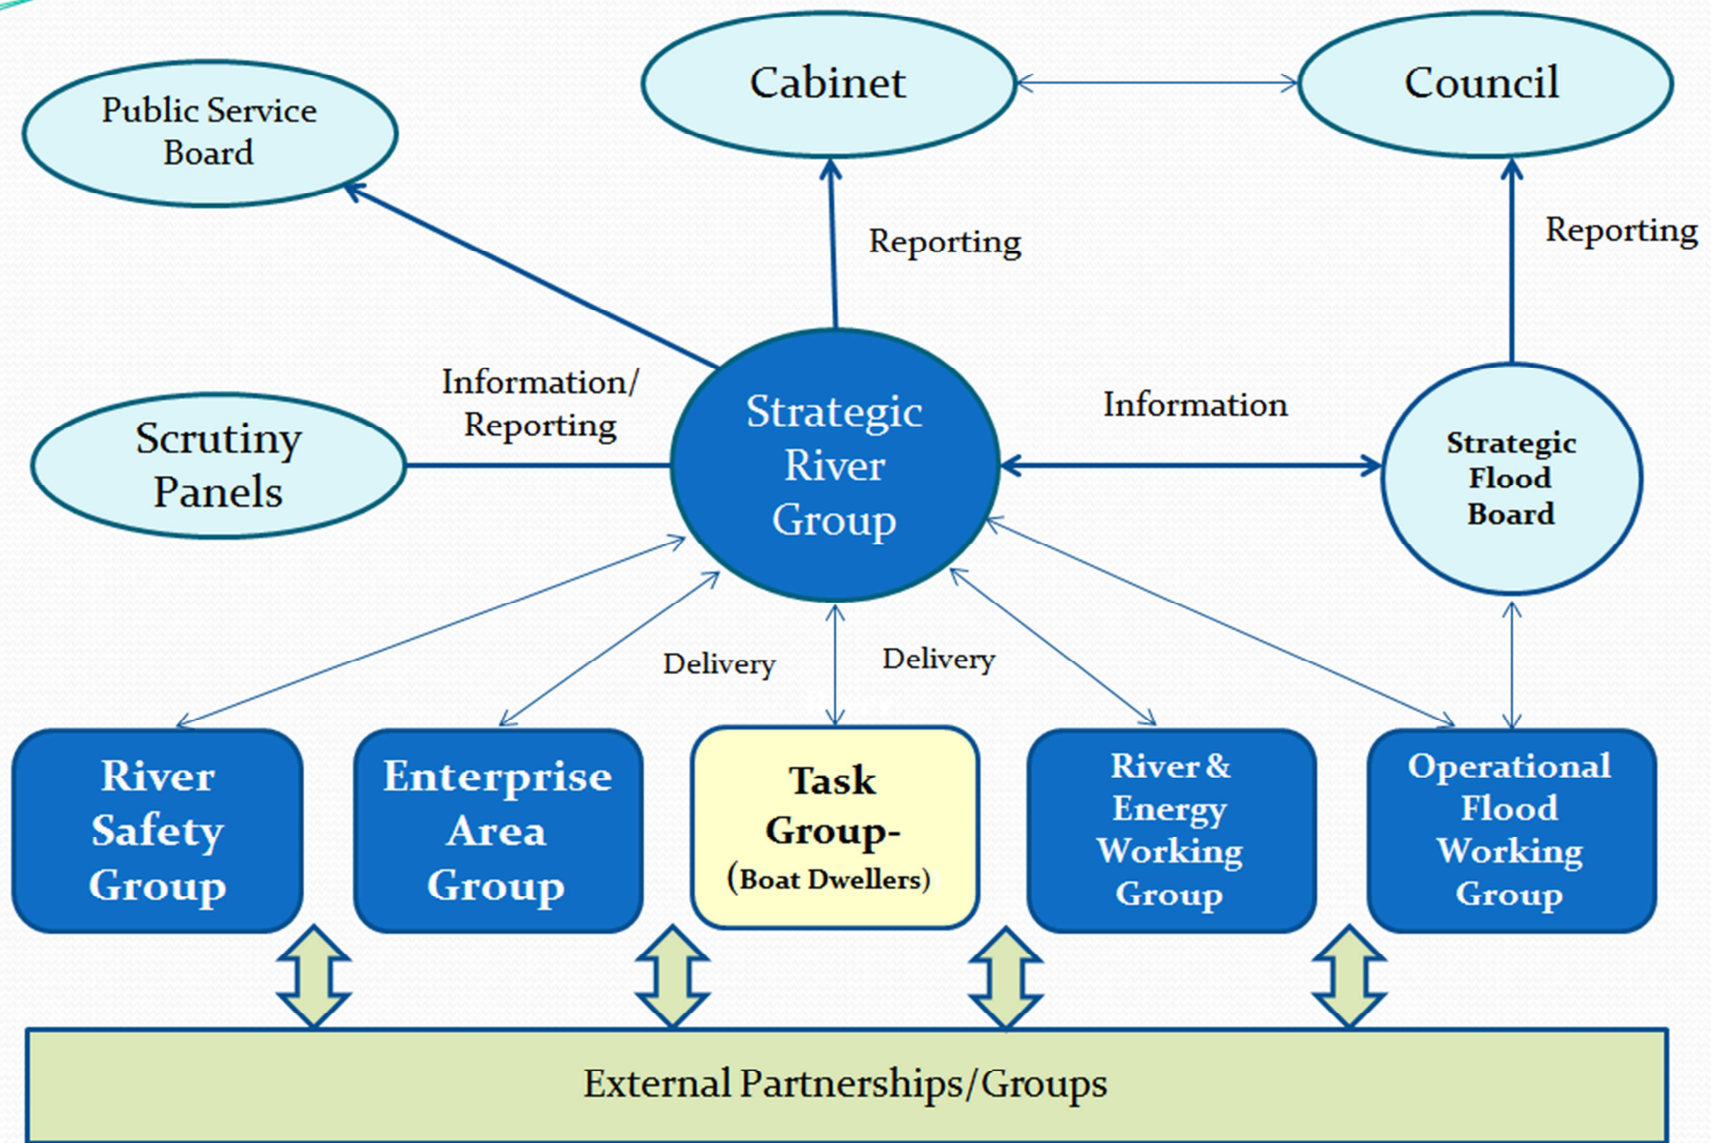 Public Service
Board
Cabinet
Council
Reporting
Reporting
Information/
Reporting
Scrutiny
Panels
Strategic
River
Group
Information
Strategic
Flood
Board
Delivery
Delivery
River
Safety
Group
Enterprise
Area
Group
Task
Group-
(Boat Dwellers)
River &
Energy
Working
Group
Operational
Flood
Working
Group
External Partnerships/Groups